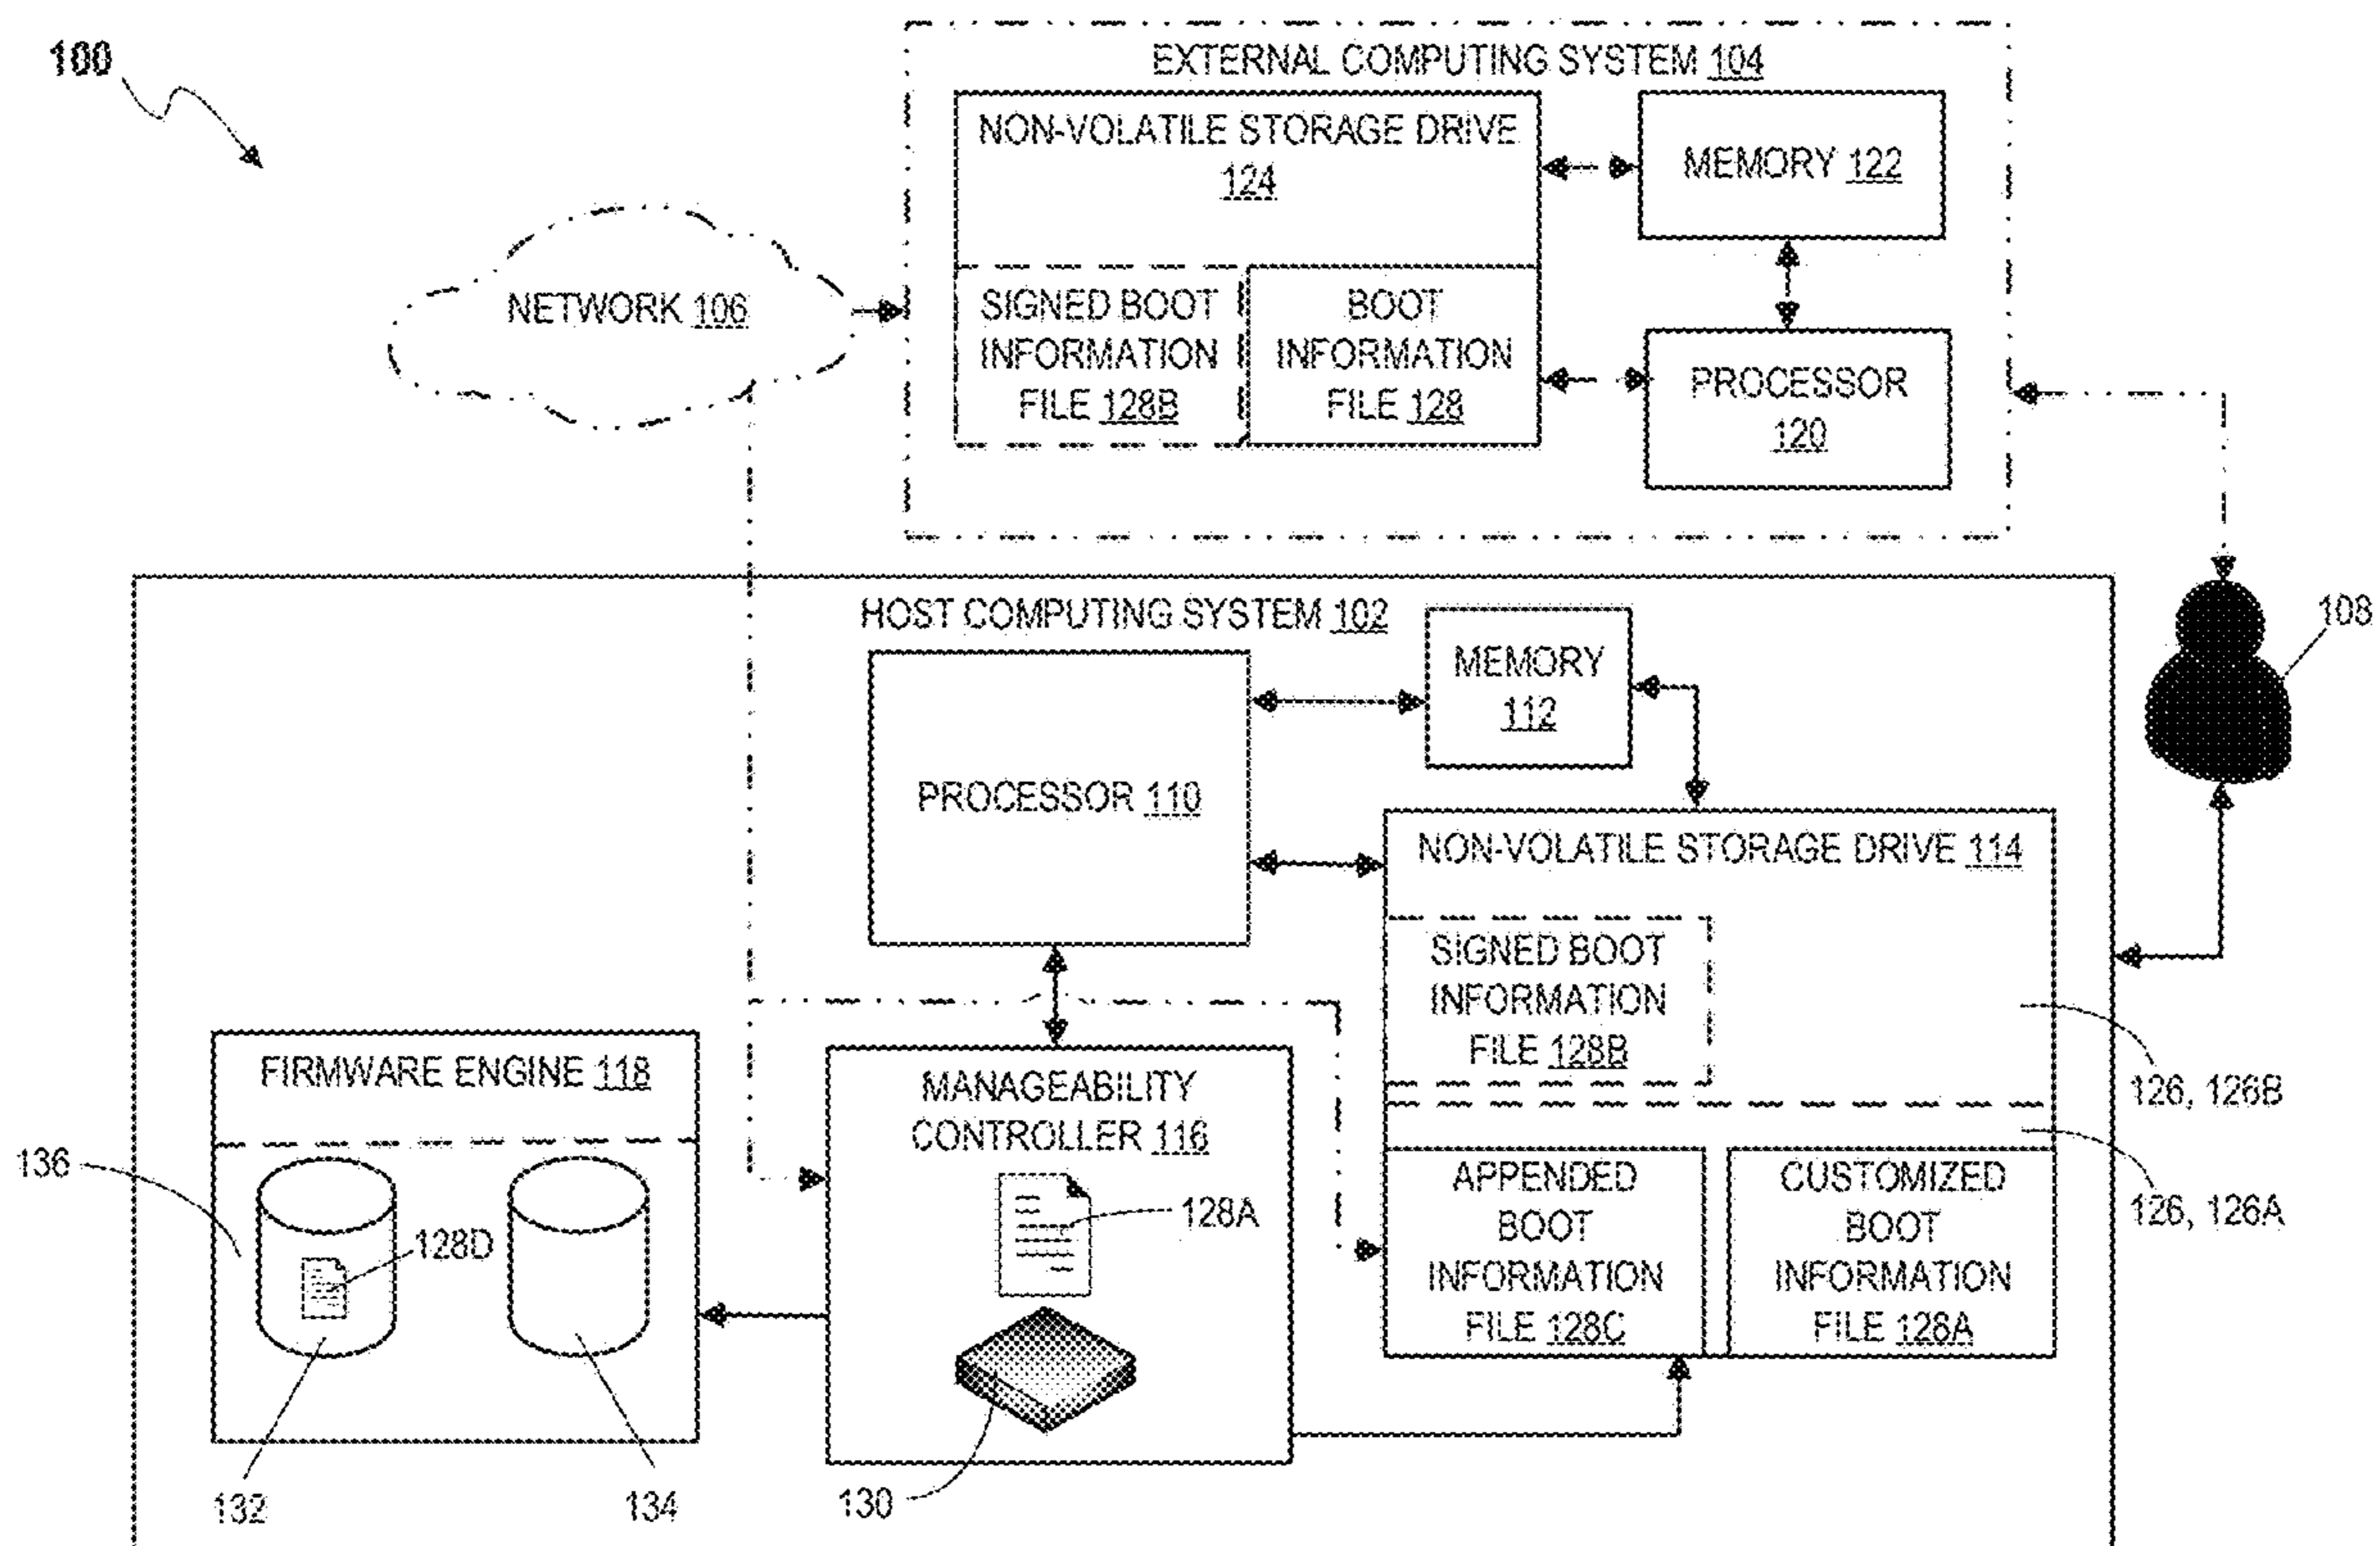 100
EXTERNAL COMPUTING SYSTEM 104
NON-VOLATILE STORAGE DRIVE
124
MEMORY 122
SIGNED BOOT
INFORMATION
FILE 128B
BOOT
INFORMATION
FILE 128
PROCESSOR
120
NETWORK 106
HOST COMPUTING SYSTEM 102
108
MEMORY
112
PROCESSOR 110
NON-VOLATILE STORAGE DRIVE 114
SIGNED BOOT
INFORMATION
FILE 128B
126, 126B
126, 126A
FIRMWARE ENGINE 118
136
128D
132
134
MANAGEABILITY
CONTROLLER 116
128A
130
APPENDED
BOOT
INFORMATION
FILE 128C
CUSTOMIZED
BOOT
INFORMATION
FILE 128A